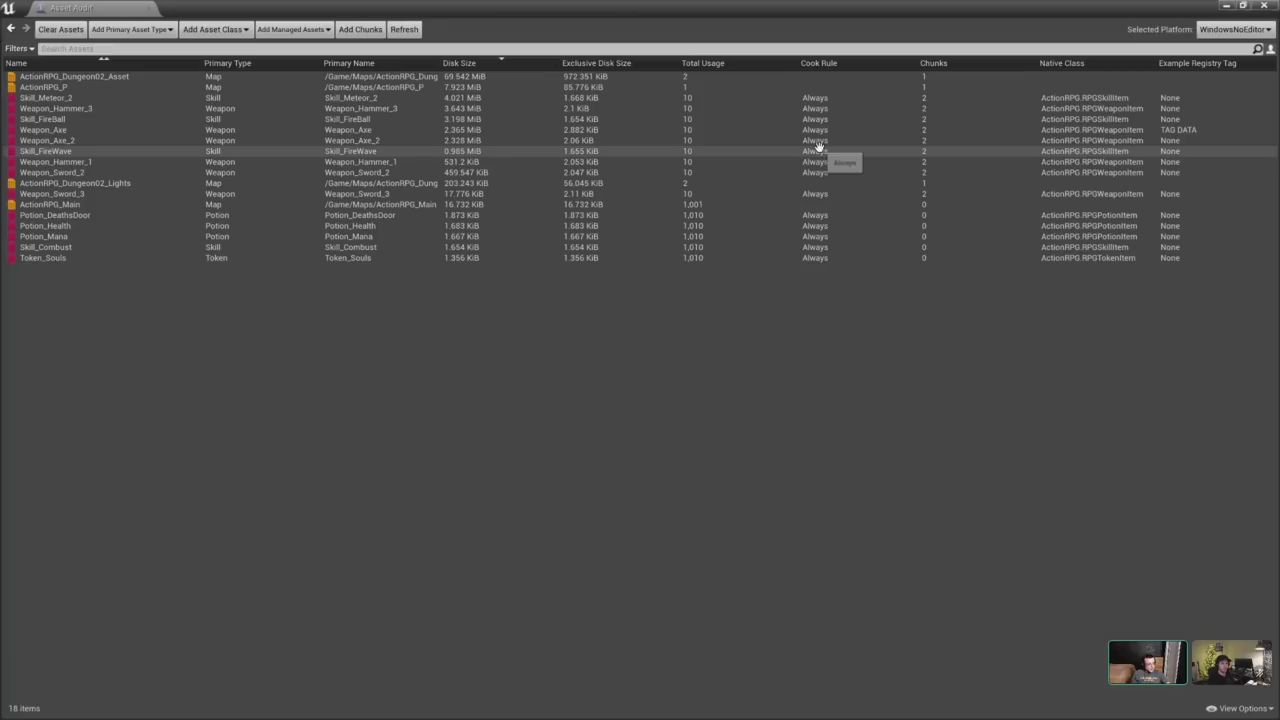 Asset Audit
Clear Assets Add Primary Asset Type Add Asset Class Add Managed Assets Add Chunks Refresh Selected Platform: WindowsNoEditor
Filters Search Assets
Name Primary Type Primary Name Disk Size Exclusive Disk Size Total Usage Cook Rule Chunks Native Class Example Registry Tag
ActionRPG_Dungeon02_Asset Map /Game/Maps/ActionRPG_Dung 69.542 MiB 972.351 KiB 2 1
ActionRPG_P Map /Game/Maps/ActionRPG_P 7.923 MiB 85.776 KiB 1 1
Skill_Meteor_2 Skill Skill_Meteor_2 4.021 MiB 1.668 KiB 10 Always 2 ActionRPG.RPGSkillItem None
Weapon_Hammer_3 Weapon Weapon_Hammer_3 3.643 MiB 2.1 KiB 10 Always 2 ActionRPG.RPGWeaponItem None
Skill_FireBall Skill Skill_FireBall 3.198 MiB 1.654 KiB 10 Always 2 ActionRPG.RPGSkillItem None
Weapon_Axe Weapon Weapon_Axe 2.365 MiB 2.882 KiB 10 Always 2 ActionRPG.RPGWeaponItem TAG DATA
Weapon_Axe_2 Weapon Weapon_Axe_2 2.328 MiB 2.06 KiB 10 Always 2 ActionRPG.RPGWeaponItem None
Skill_FireWave Skill Skill_FireWave 0.985 MiB 1.655 KiB 10 Always 2 ActionRPG.RPGSkillItem None
Weapon_Hammer_1 Weapon Weapon_Hammer_1 531.2 KiB 2.053 KiB 10 Always 2 ActionRPG.RPGWeaponItem None
Always
Weapon_Sword_2 Weapon Weapon_Sword_2 459.547 KiB 2.047 KiB 10 Always 2 ActionRPG.RPGWeaponItem None
ActionRPG_Dungeon02_Lights Map /Game/Maps/ActionRPG_Dung 203.243 KiB 56.045 KiB 2 1
Weapon_Sword_3 Weapon Weapon_Sword_3 17.776 KiB 2.11 KiB 10 Always 2 ActionRPG.RPGWeaponItem None
ActionRPG_Main Map /Game/Maps/ActionRPG_Main 16.732 KiB 16.732 KiB 1,001 0
Potion_DeathsDoor Potion Potion_DeathsDoor 1.873 KiB 1.873 KiB 1,010 Always 0 ActionRPG.RPGPotionItem None
Potion_Health Potion Potion_Health 1.683 KiB 1.683 KiB 1,010 Always 0 ActionRPG.RPGPotionItem None
Potion_Mana Potion Potion_Mana 1.667 KiB 1.667 KiB 1,010 Always 0 ActionRPG.RPGPotionItem None
Skill_Combust Skill Skill_Combust 1.654 KiB 1.654 KiB 1,010 Always 0 ActionRPG.RPGSkillItem None
Token_Souls Token Token_Souls 1.356 KiB 1.356 KiB 1,010 Always 0 ActionRPG.RPGTokenItem None
18 items View Options